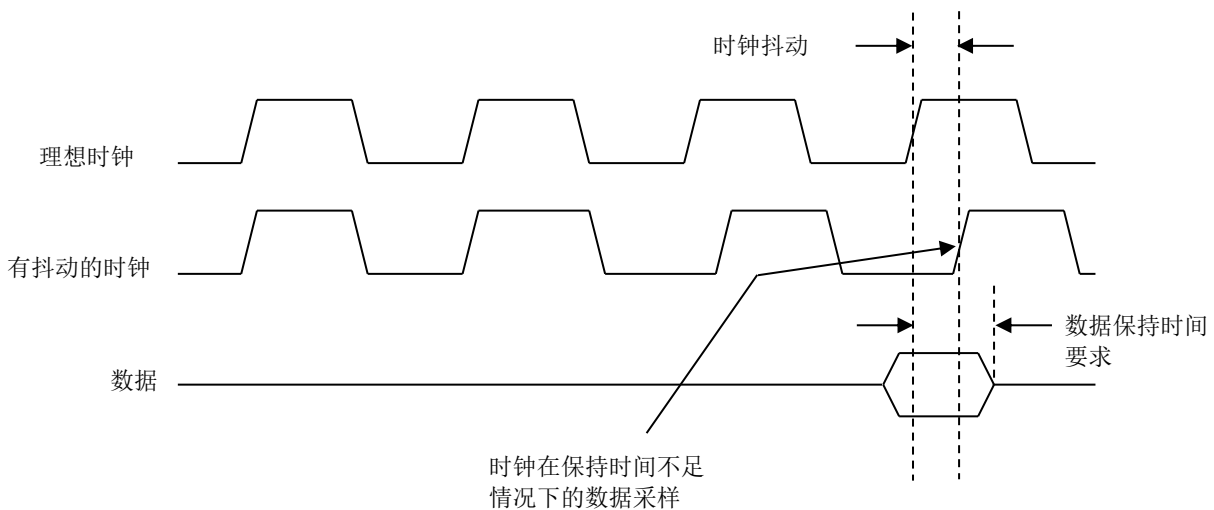 时钟抖动
理想时钟
有抖动的时钟
数据保持时间
要求
数据
时钟在保持时间不足
情况下的数据采样